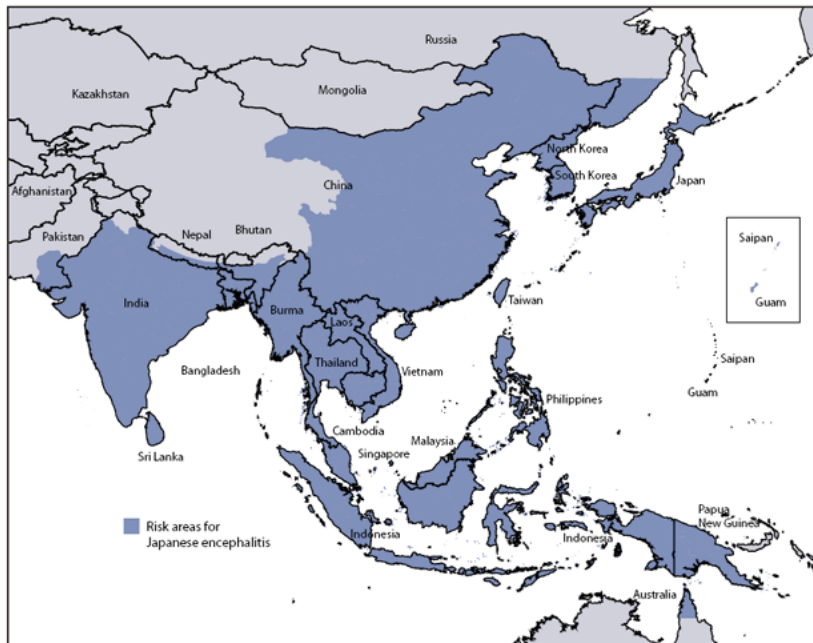 Russia
Kazakhstan
Mongolia
North Korea
South Korea
Japan
China
Afghanistan
Pakistan
Nepal
Bhutan
Saipan
Guam
India
Burma
Laos
Taiwan
Thailand
Vietnam
Bangladesh
Saipan
Guam
Philippines
Cambodia
Sri Lanka
Malaysia
Singapore
Risk areas for
Japanese encephalitis
Indonesia
Indonesia
Papua
New Guinea
Australia